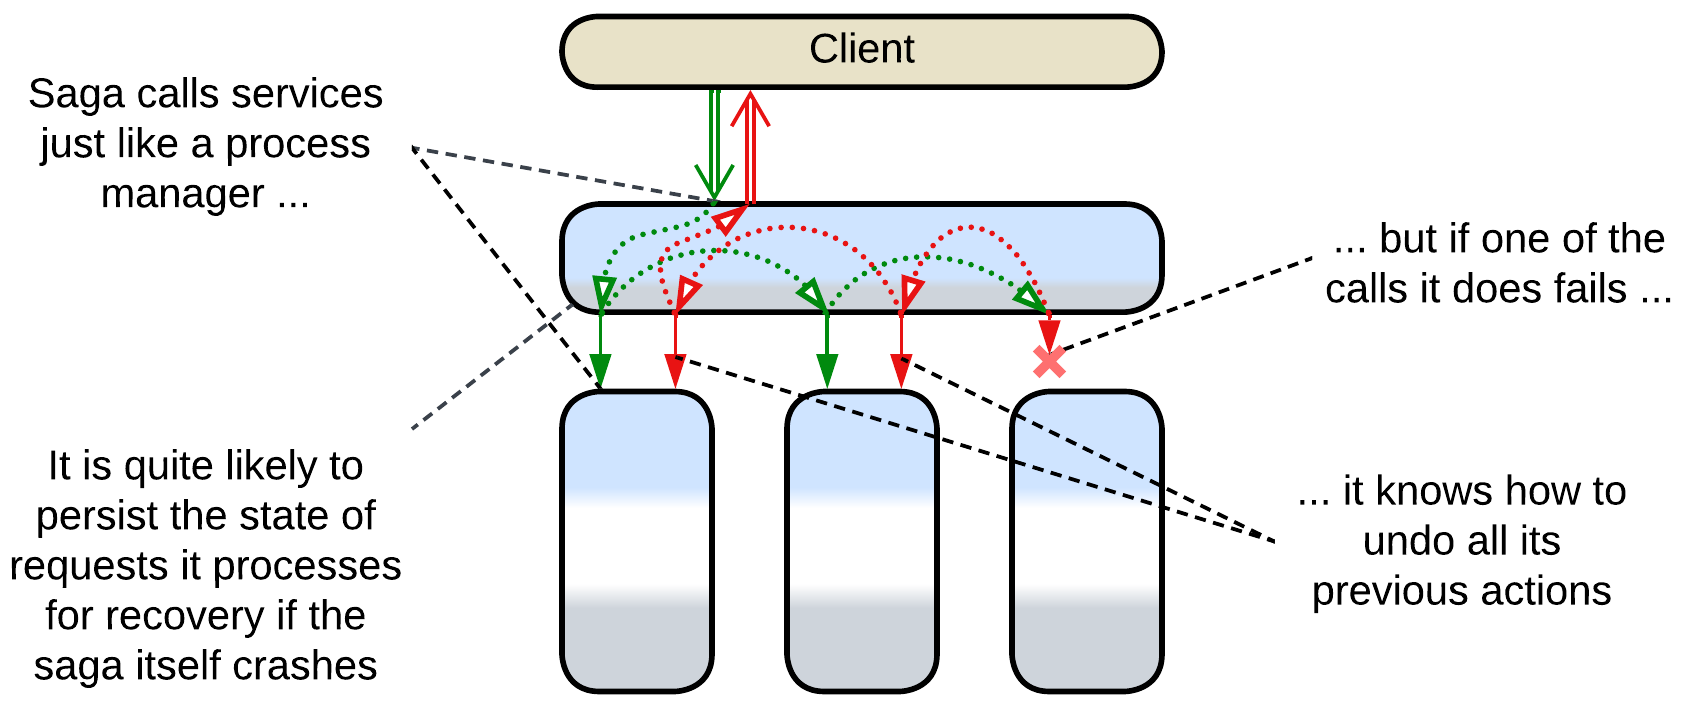 Client
Saga calls services
just like a process
manager ...
... but if one of the
calls it does fails ...
It is quite likely to
persist the state of
requests it processes
for recovery if the
saga itself crashes
... it knows how to
undo all its
previous actions